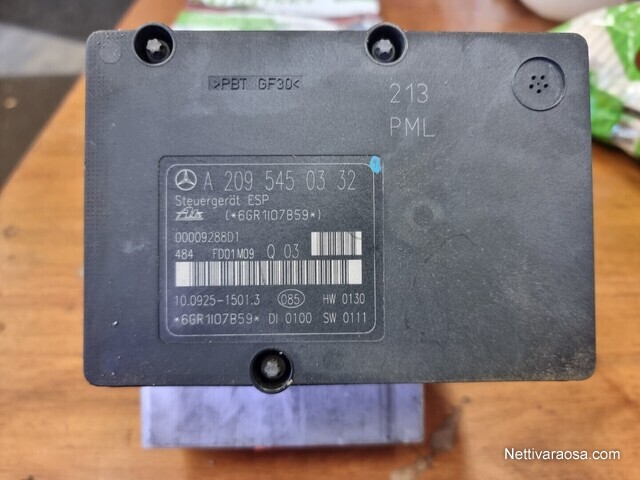 >PBT GF30<
213
PML
A 209 545 03 32
Steuergerät ESP
Ate (*6GR1I07B59*)
00009288D1
484 FD01M09 Q 03
10.0925-1501.3 085 HW 0130
*6GR1I07B59* DI 0100 SW 0111
Nettivaraosa.com